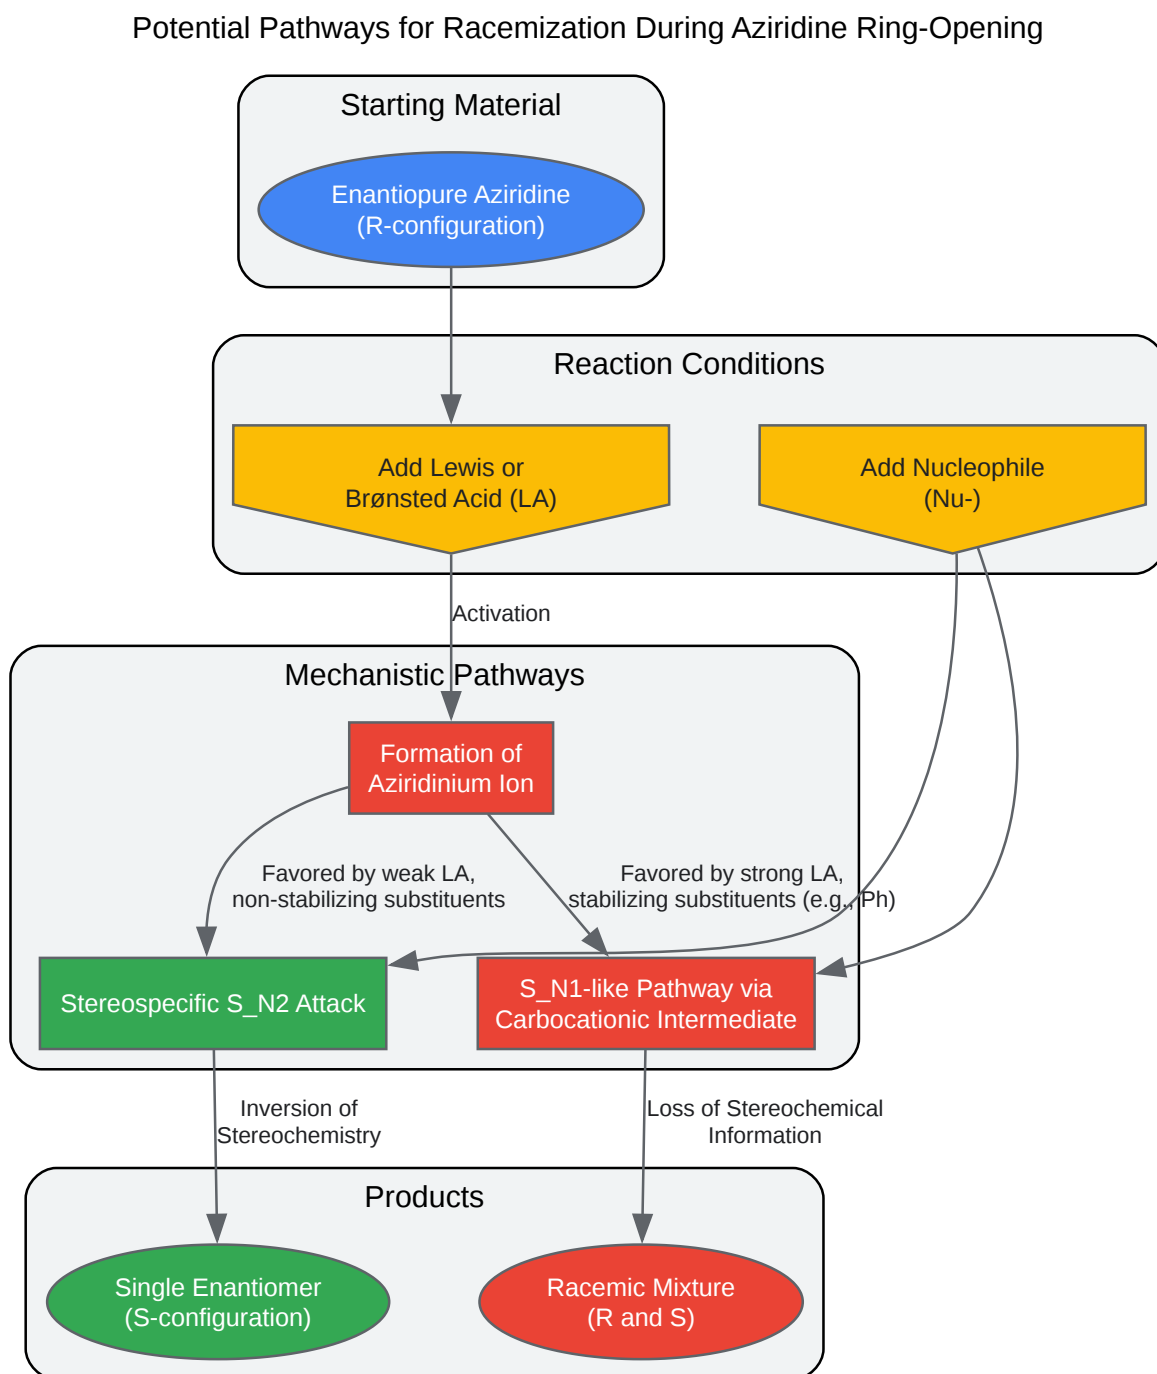 Potential Pathways for Racemization During Aziridine Ring-Opening
Starting Material
Enantiopure Aziridine
(R-configuration)
Reaction Conditions
Add Lewis or
Brønsted Acid (LA)
Add Nucleophile
(Nu-)
Activation
Mechanistic Pathways
Formation of
Aziridinium Ion
Favored by weak LA,
non-stabilizing substituents
Favored by strong LA,
stabilizing substituents (e.g., Ph)
Stereospecific S_N2 Attack
S_N1-like Pathway via
Carbocationic Intermediate
Inversion of
Stereochemistry
Loss of Stereochemical
Information
Products
Single Enantiomer
(S-configuration)
Racemic Mixture
(R and S)